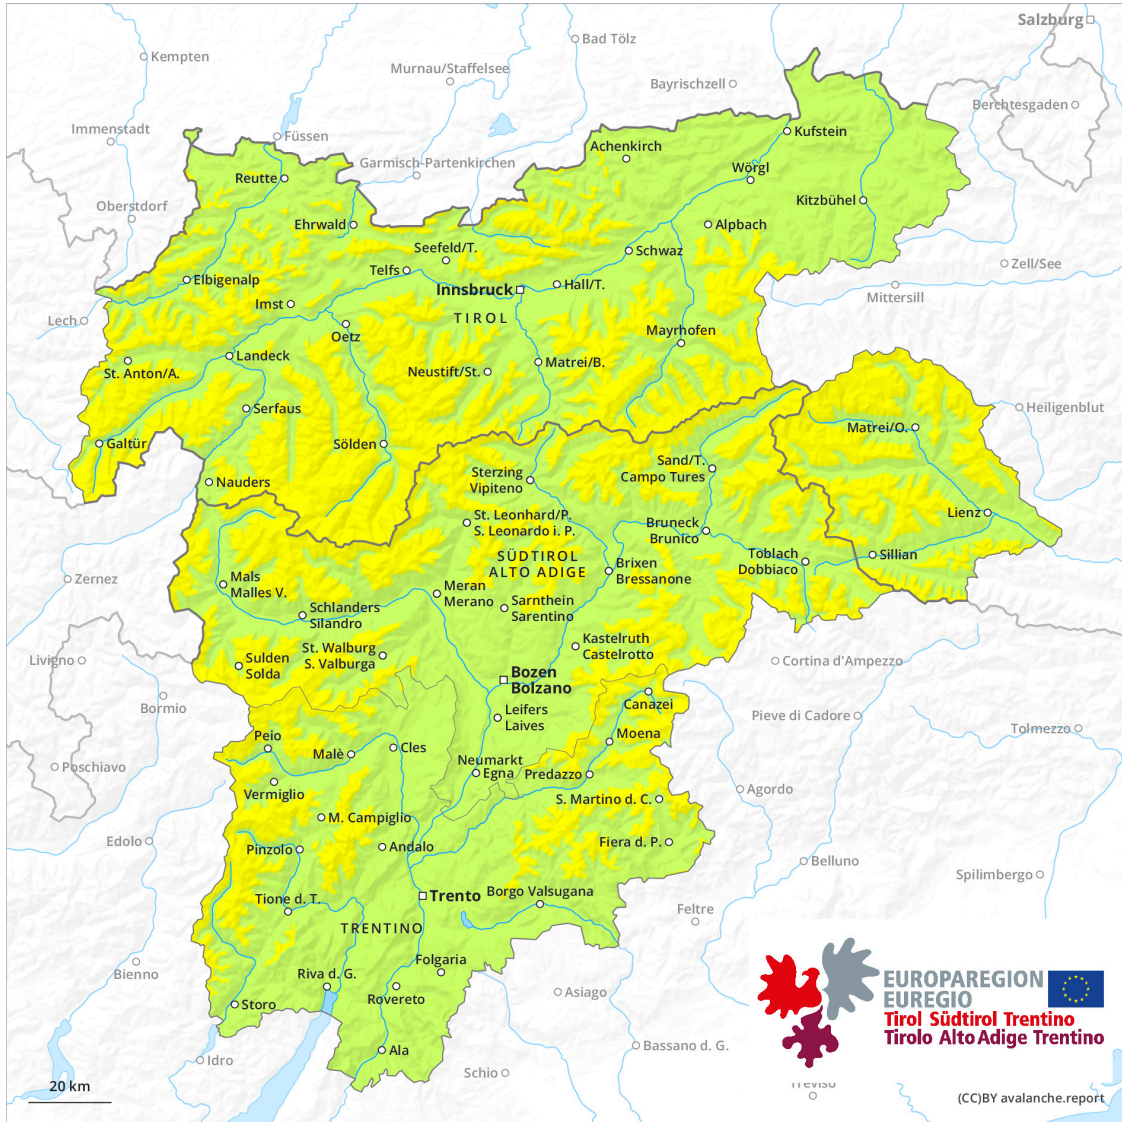 Salzburg
Bad Tölz
Kempten
Murnau/Staffelsee
Bayrischzell
Berchtesgaden
Immenstadt
Füssen
Kufstein
Achenkirch
Garmisch-Partenkirchen
Wörgl
Reutte
Oberstdorf
Kitzbühel
Ehrwald
Alpbach
Seefeld/T.
Schwaz
Zell/See
Telfs
Elbigenalp
Hall/T.
Innsbruck
Mittersill
Imst
Lech
TIROL
Oetz
Mayrhofen
Landeck
Matrei/B.
St. Anton/A.
Neustift/St.
Serfaus
Heiligenblut
Matrei/O.
Galtür
Sölden
Sand/T.
Campo Tures
Sterzing
Vipiteno
Nauders
Lienz
St. Leonhard/P.
S. Leonardo i. P.
Bruneck
Brunico
SÜDTIROL
ALTO ADIGE
Toblach
Dobbiaco
Sillian
Brixen
Bressanone
Zernez
Mals
Malles V.
Meran
Merano
Sarnthein
Sarentino
Schlanders
Silandro
Kastelruth
Castelrotto
St. Walburg
S. Valburga
Livigno
Sulden
Solda
Cortina d'Ampezzo
Bozen
Bolzano
Bormio
Canazei
Leifers
Laives
Pieve di Cadore
Tolmezzo
Peio
Moena
Malè
Cles
Poschiavo
Neumarkt
Egna
Predazzo
Vermiglio
Agordo
S. Martino d. C.
M. Campiglio
Edolo
Pinzolo
Andalo
Fiera d. P.
Belluno
Spilimbergo
Trento
Borgo Valsugana
Tione d. T.
Feltre
TRENTINO
Folgaria
Bienno
Riva d. G.
EUROPAREGION
EUREGIO
Asiago
Rovereto
Storo
Tirol Südtirol Trentino
Tirolo Alto Adige Trentino
Bassano d. G.
Ala
Idro
Schio
Treviso
20 km
(CC)BY avalanche.report